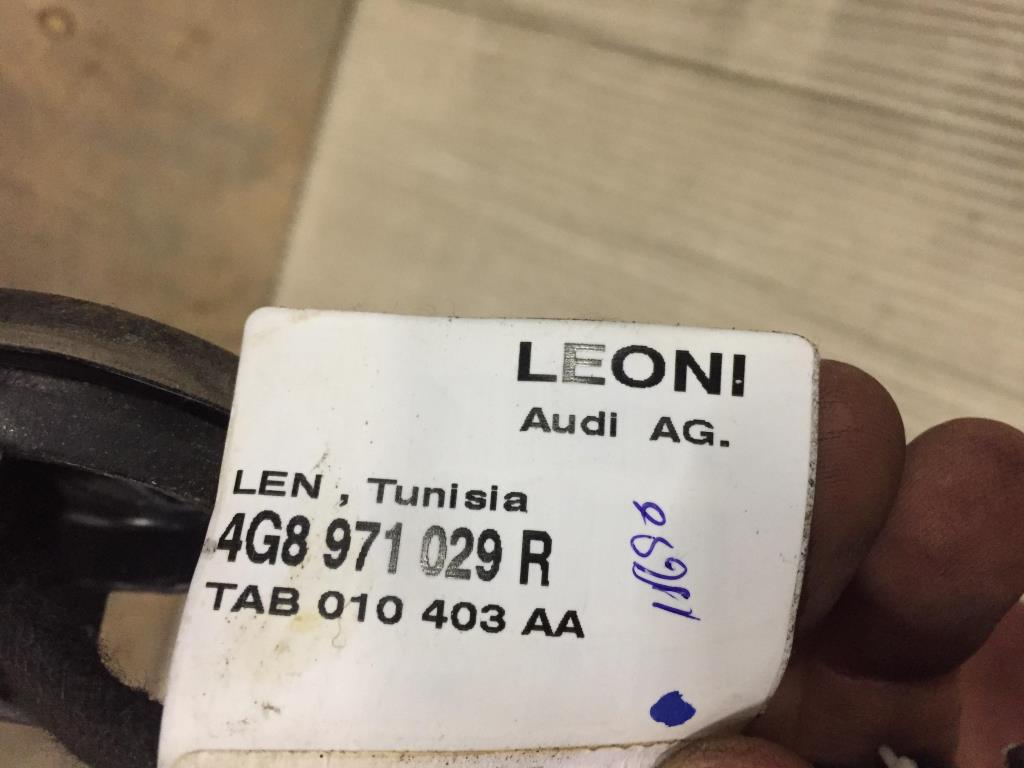 LEONI
Audi AG.
LEN , Tunisia
4G8 971 029 R
TAB 010 403 AA